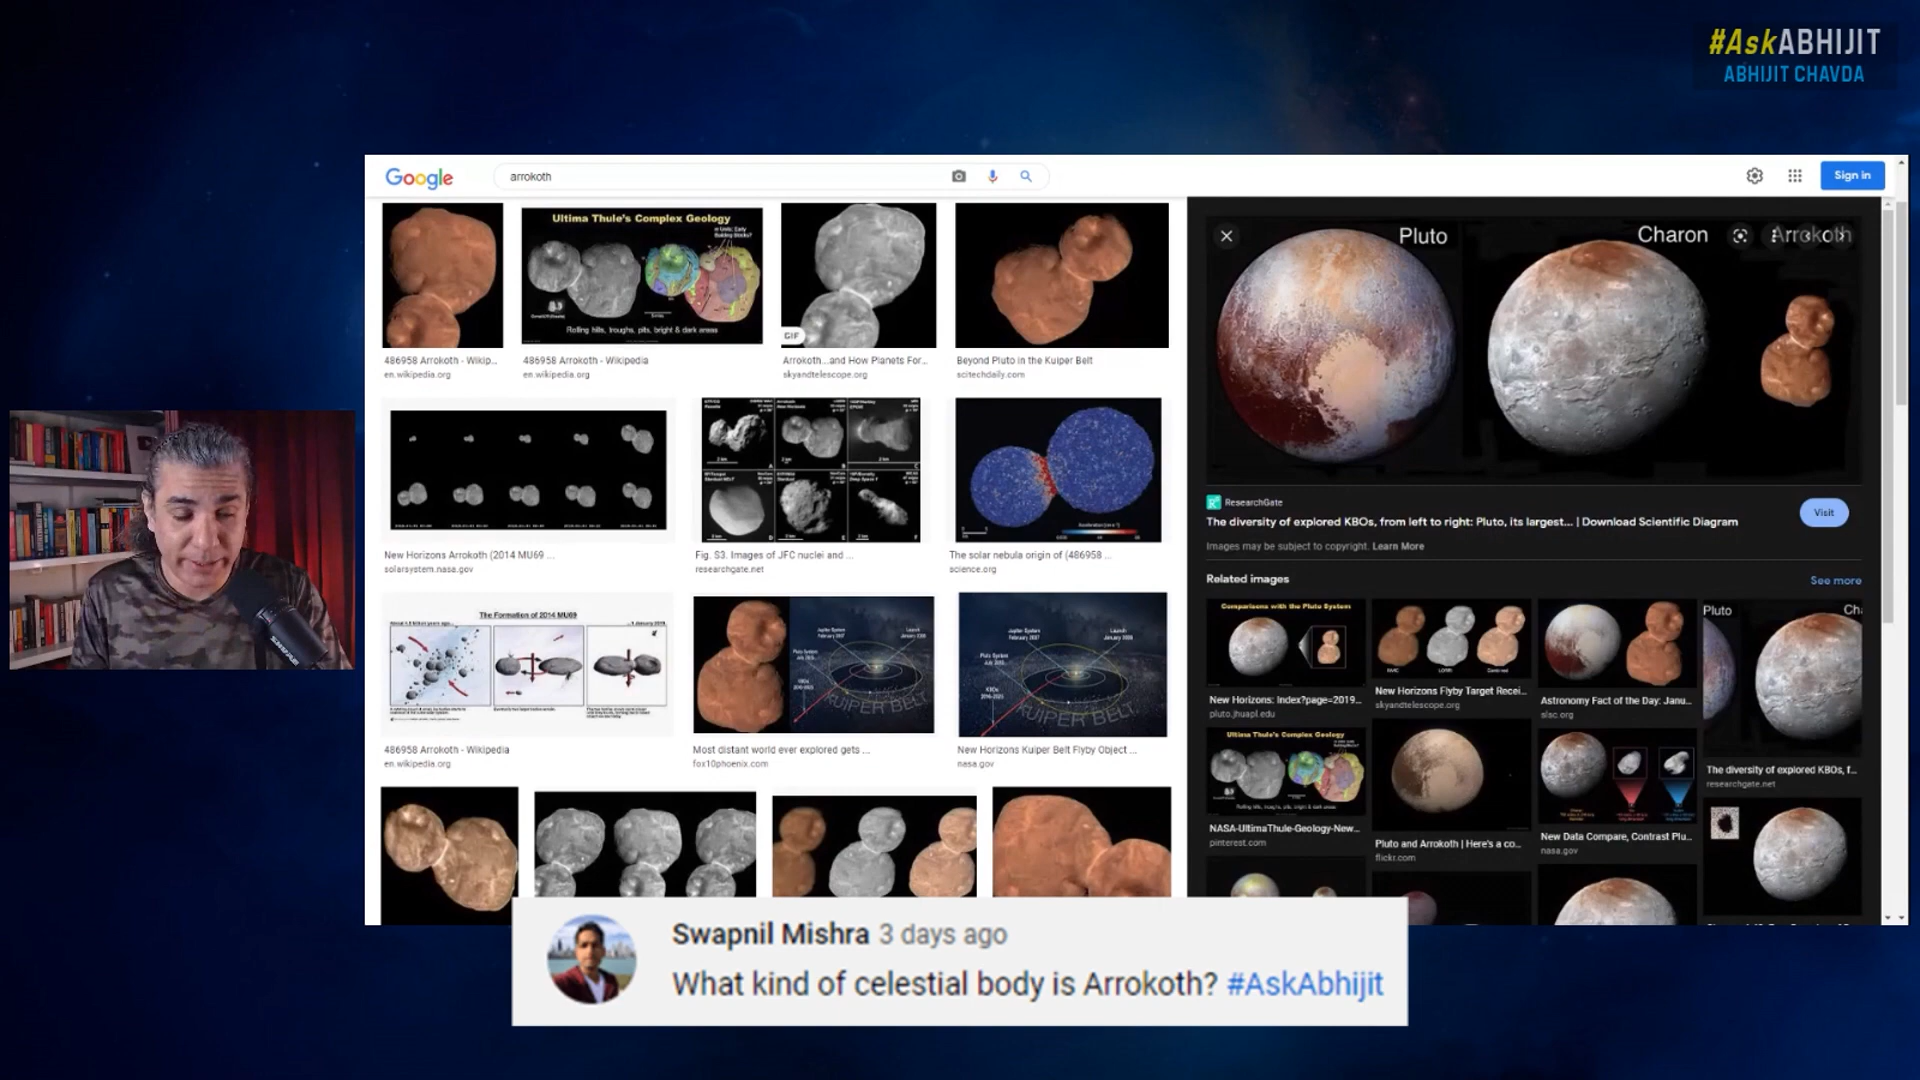 #AskABHIJIT
ABHIJIT CHAVDA
Google
arrokoth
Sign in
Ultima Thule's Complex Geology
Rolling hills, troughs, pits, bright & dark areas
GIF
486958 Arrokoth - Wikip...
en.wikipedia.org
486958 Arrokoth - Wikipedia
en.wikipedia.org
Arrokoth...and How Planets For...
skyandtelescope.org
Beyond Pluto in the Kuiper Belt
scitechdaily.com
New Horizons Arrokoth (2014 MU69 ...
solarsystem.nasa.gov
Fig. S3. Images of JFC nuclei and ...
researchgate.net
The solar nebula origin of (486958 ...
science.org
The Formation of 2014 MU69
KUIPER BELT
KUIPER BELT
486958 Arrokoth - Wikipedia
en.wikipedia.org
Most distant world ever explored gets ...
fox10phoenix.com
New Horizons Kuiper Belt Flyby Object ...
nasa.gov
Pluto
Charon
Arrokoth
ResearchGate
The diversity of explored KBOs, from left to right: Pluto, its largest... | Download Scientific Diagram
Visit
Images may be subject to copyright. Learn More
Related images
See more
Comparisons with the Pluto System
New Horizons: Index?page=2019...
pluto.jhuapl.edu
New Horizons Flyby Target Recei...
skyandtelescope.org
Astronomy Fact of the Day: Janu...
slsc.org
Pluto
Cha
The diversity of explored KBOs, f...
researchgate.net
Ultima Thule's Complex Geology
Rolling hills, troughs, pits, bright & dark areas
NASA-UltimaThule-Geology-New...
pinterest.com
Pluto and Arrokoth | Here's a co...
flickr.com
New Data Compare, Contrast Plu...
nasa.gov
Swapnil Mishra 3 days ago
What kind of celestial body is Arrokoth? #AskAbhijit